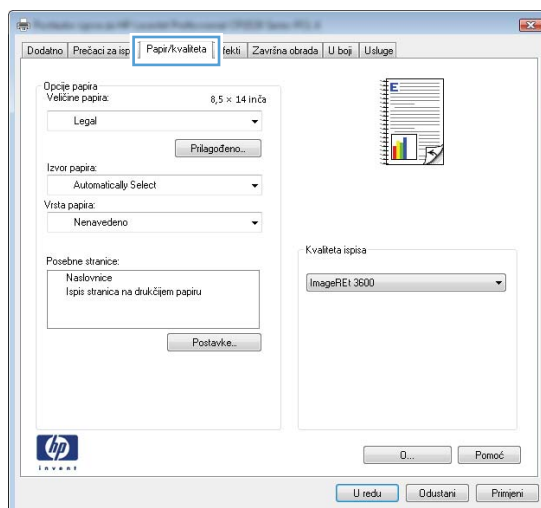 Dodatno Prečaci za isp Papir/kvaliteta fekti Završna obrada U boji Usluge
Opcije papira
Veličine papira: 8,5 × 14 inča
Legal
Prilagođeno...
Izvor papira:
Automatically Select
Vrsta papira:
Nenavedeno
Posebne stranice:
Naslovnice
Ispis stranica na drukčijem papiru
Postavke...
E
Kvaliteta ispisa
ImageREt 3600
hp
invent
O... Pomoć
U redu Odustani Primjeni